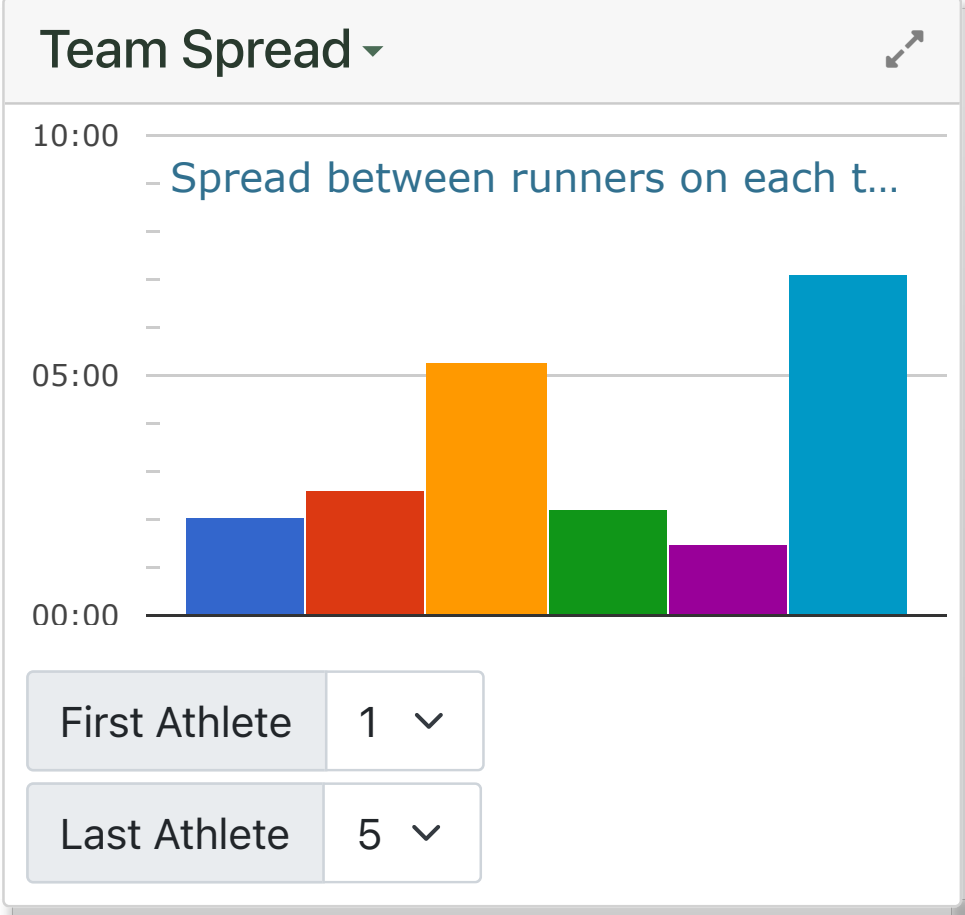 Team Spread
10:00
Spread between runners on each t...
05:00
00:00
First Athlete 1
Last Athlete 5